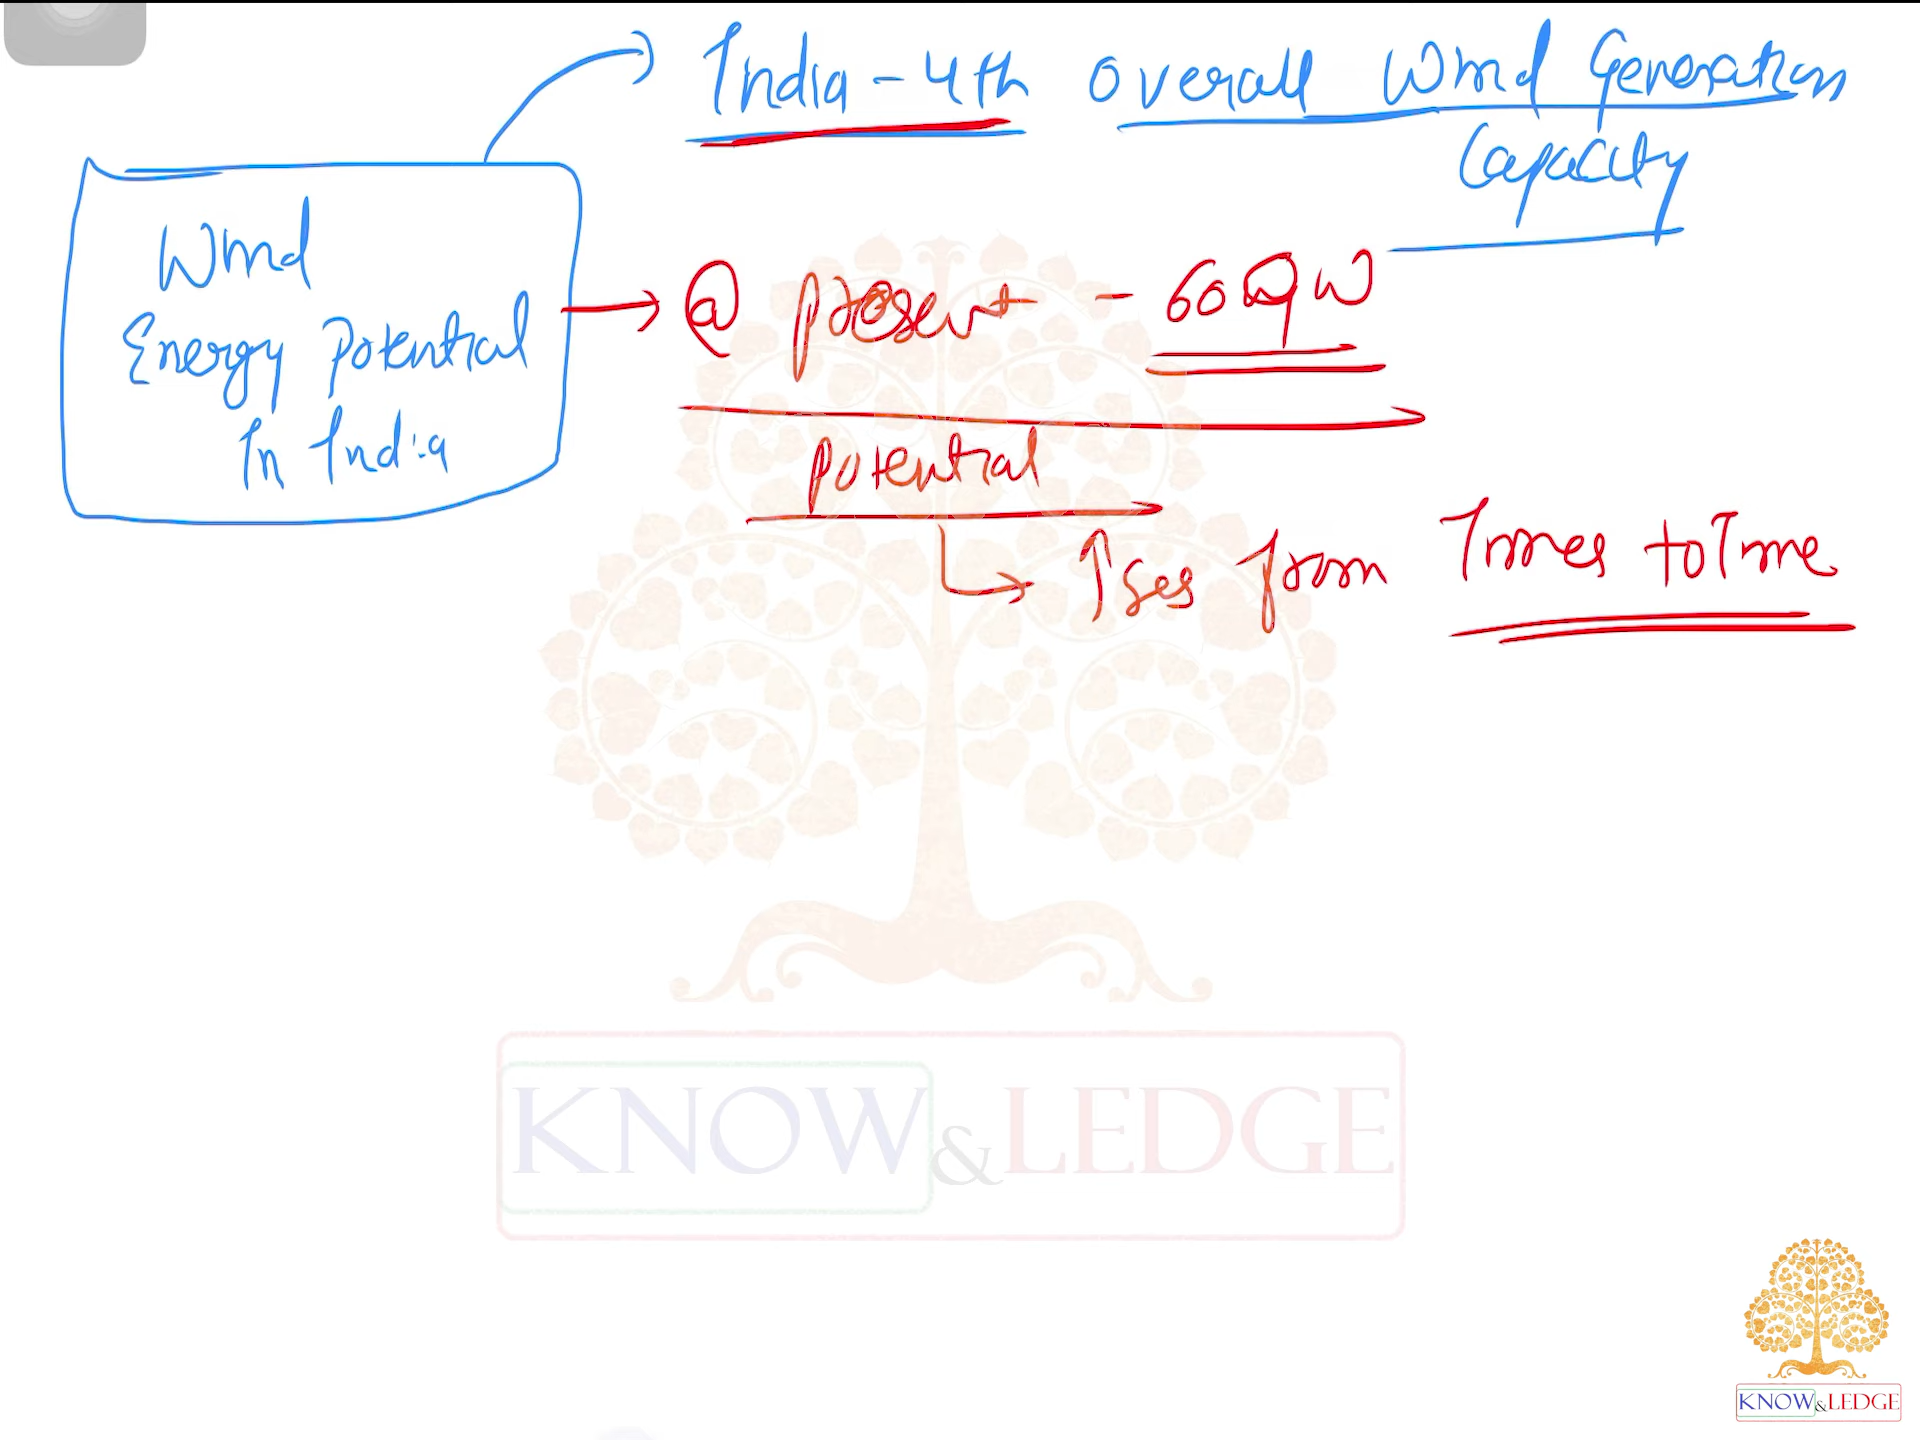 India - 4th Overall Wind Generation
Capacity
Wind
Energy Potential
In India
@ present - 60 GW
Potential
↑ses from Times to Time
KNOW&LEDGE
KNOW&LEDGE